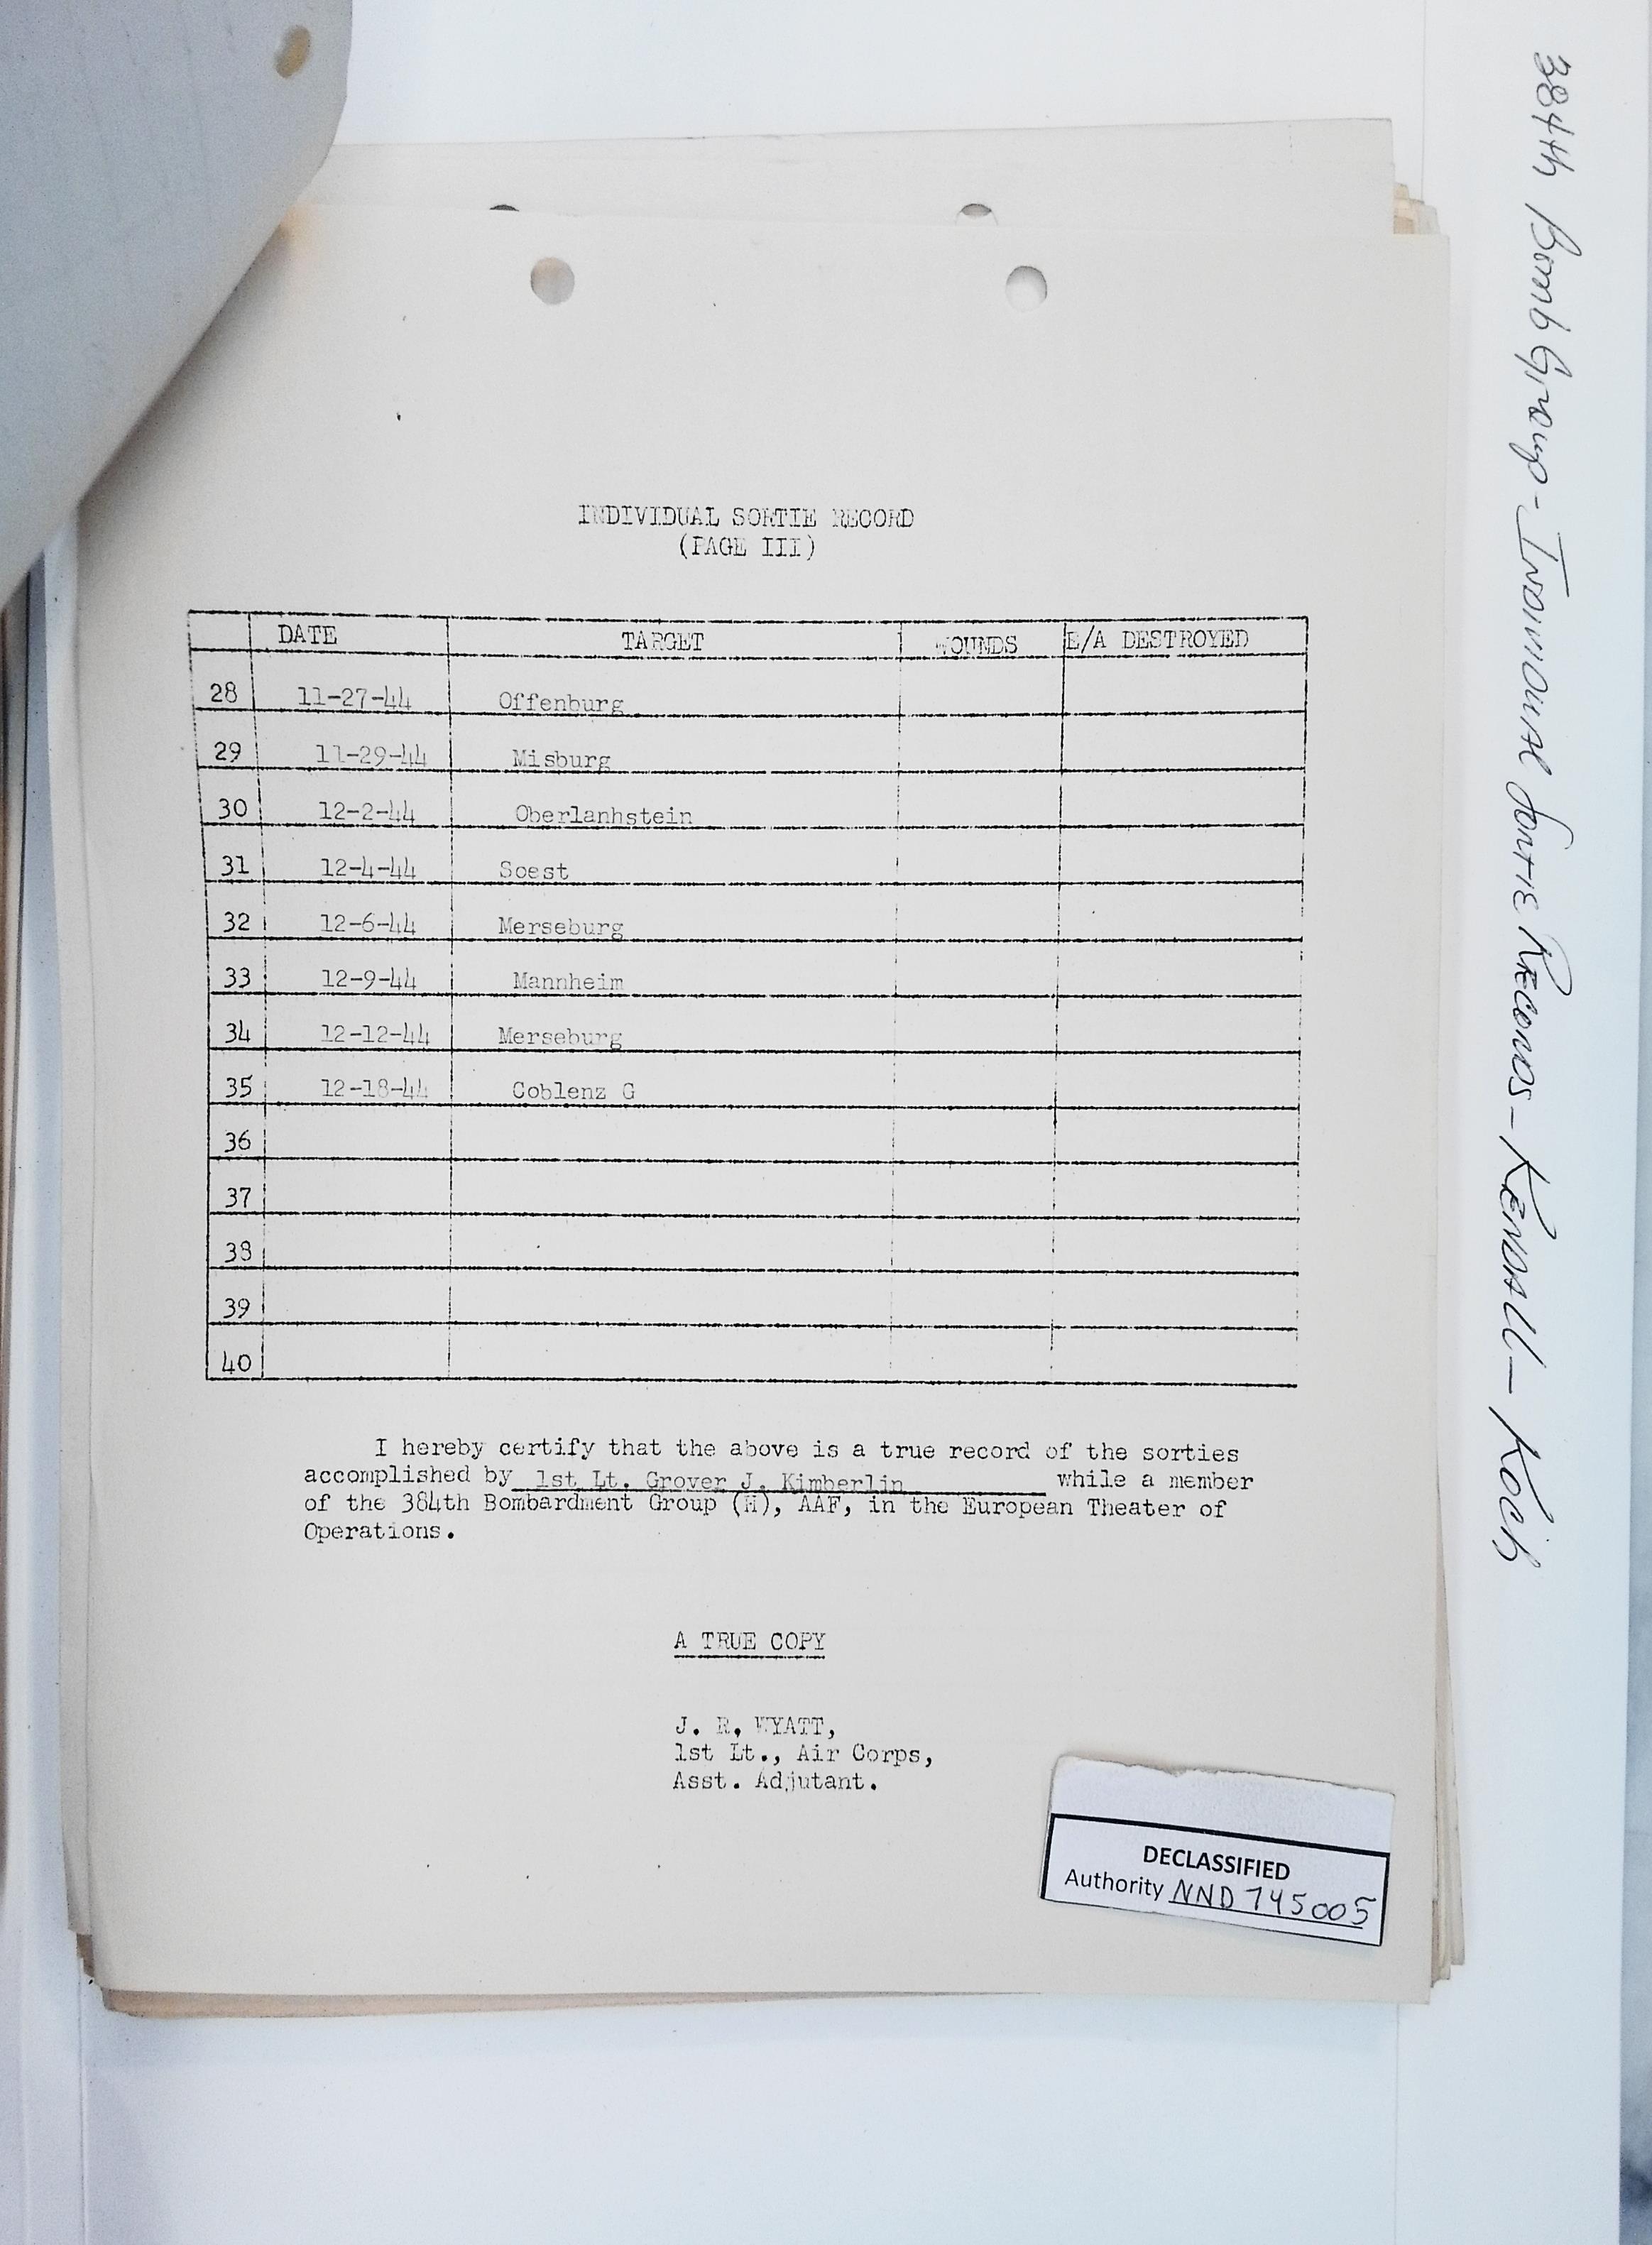 INDIVIDUAL SORTIE RECORD
(PAGE III)
DATE TARGET WOUNDS E/A DESTROYED
28 11-27-44 Offenburg
29 11-29-44 Misburg
30 12-2-44 Oberlanhstein
31 12-4-44 Soest
32 12-6-44 Merseburg
33 12-9-44 Mannheim
34 12-12-44 Merseburg
35 12-18-44 Coblenz G
36
37
38
39
40
I hereby certify that the above is a true record of the sorties
accomplished by 1st Lt. Grover J. Kimberlin while a member
of the 384th Bombardment Group (H), AAF, in the European Theater of
Operations.
A TRUE COPY
J. R. WYATT,
1st Lt., Air Corps,
Asst. Adjutant.
DECLASSIFIED
Authority NND 745005
384th Bomb Group - Individual Sortie Records - Kendall - Koch